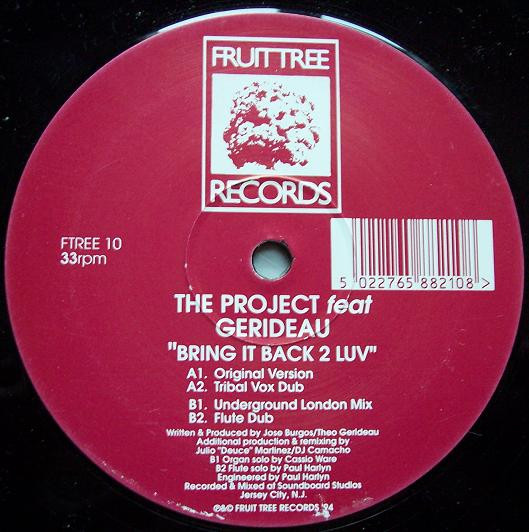 FRUIT TREE
RECORDS
FTREE 10
33rpm
5 022765 882108 >
THE PROJECT feat
GERIDEAU
"BRING IT BACK 2 LUV"
A1. Original Version
A2. Tribal Vox Dub
B1. Underground London Mix
B2. Flute Dub
Written & Produced by Jose Burgos/Theo Gerideau
Additional production & remixing by
Julio "Deuce" Martinez/DJ Camacho
B1 Organ solo by Cassio Ware
B2 Flute solo by Paul Harlyn
Engineered by Paul Harlyn
Recorded & Mixed at Soundboard Studios
Jersey City, N.J.
℗&© FRUIT TREE RECORDS '94